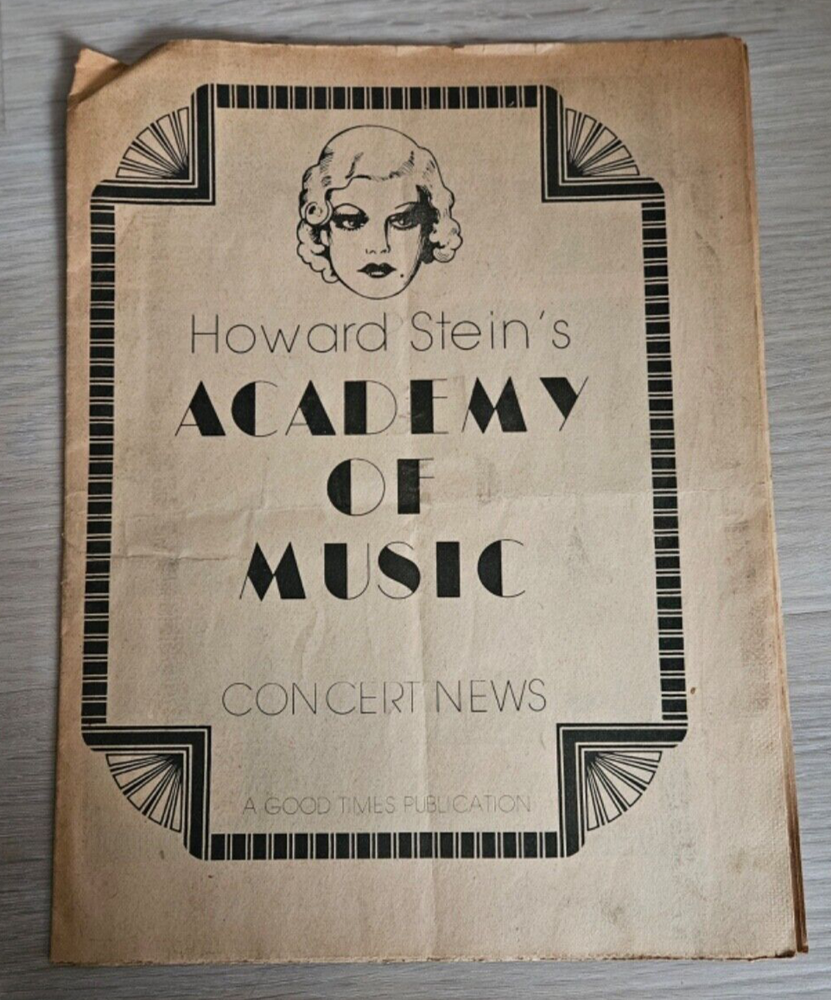 Howard Stein's
ACADEMY
OF
MUSIC
CONCERT NEWS
A GOOD TIMES PUBLICATION